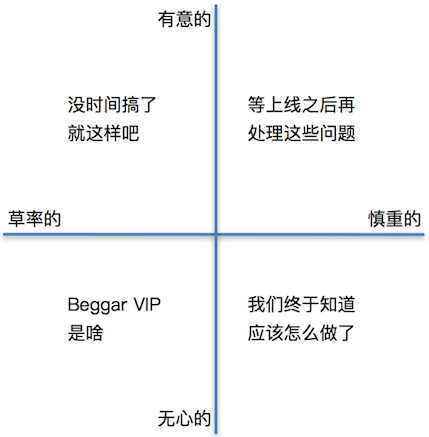 有意的
没时间搞了
就这样吧
等上线之后再
处理这些问题
草率的
慎重的
Beggar VIP
是啥
我们终于知道
应该怎么做了
无心的